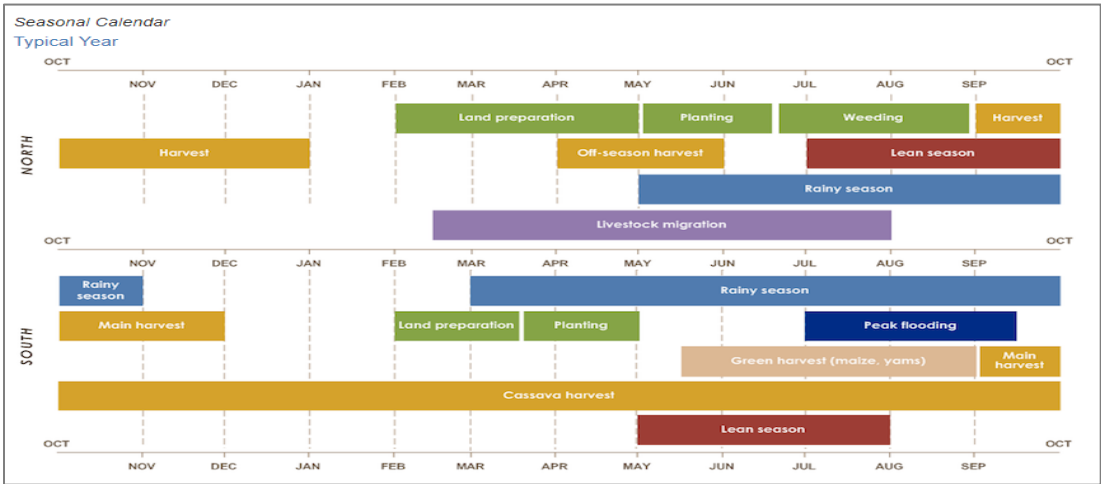 Seasonal Calendar
Typical Year
OCT OCT
NOV DEC JAN FEB MAR APR MAY JUN JUL AUG SEP
Land preparation Planting Weeding Harvest
NORTH
Harvest Off-season harvest Lean season
Rainy season
Livestock migration
OCT OCT
NOV DEC JAN FEB MAR APR MAY JUN JUL AUG SEP
Rainy
season
Rainy season
Main harvest Land preparation Planting Peak flooding
SOUTH
Green harvest (maize, yams)
Main
harvest
Cassava harvest
Lean season
OCT OCT
NOV DEC JAN FEB MAR APR MAY JUN JUL AUG SEP